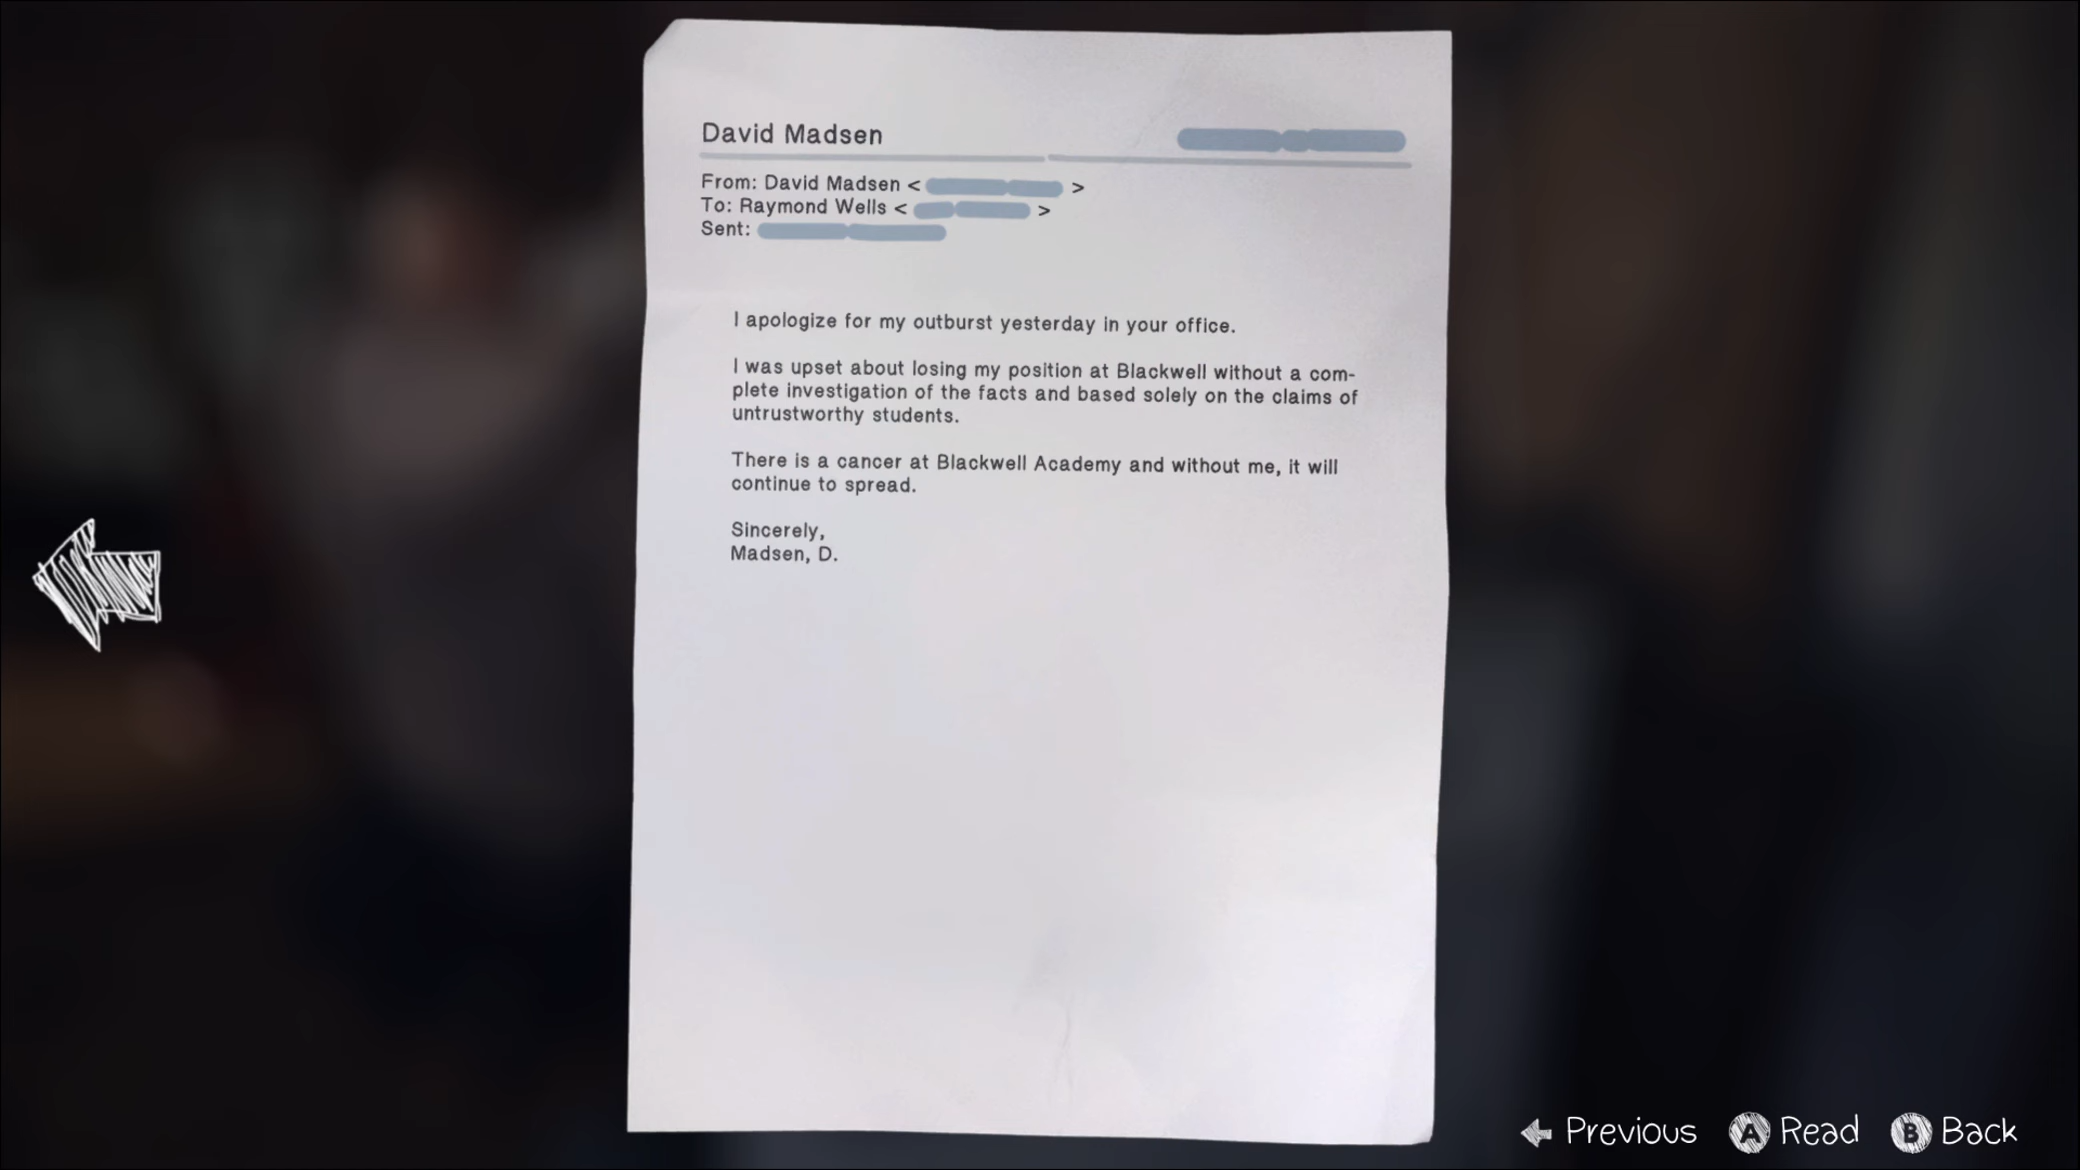 David Madsen
From: David Madsen < >
To: Raymond Wells < >
Sent:
I apologize for my outburst yesterday in your office.
I was upset about losing my position at Blackwell without a com-
plete investigation of the facts and based solely on the claims of
untrustworthy students.
There is a cancer at Blackwell Academy and without me, it will
continue to spread.
Sincerely,
Madsen, D.
Previous A Read B Back